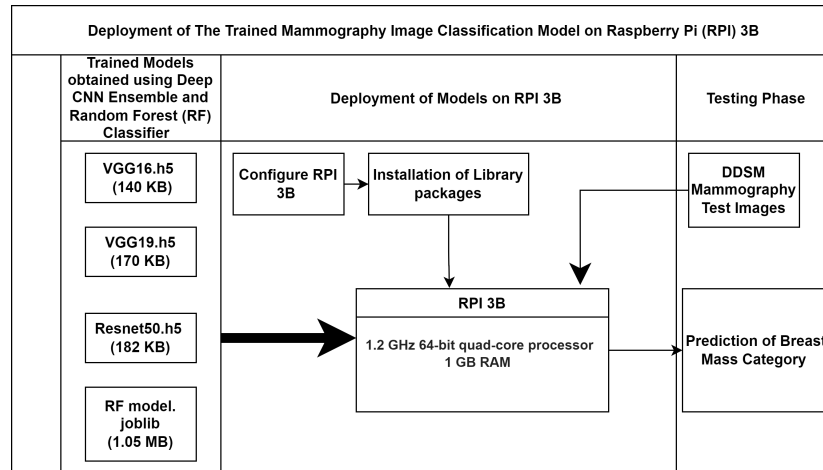 Deployment of The Trained Mammography Image Classification Model on Raspberry Pi (RPI) 3B
Trained Models
obtained using Deep
CNN Ensemble and
Random Forest (RF)
Classifier
Deployment of Models on RPI 3B
Testing Phase
VGG16.h5
(140 KB)
Configure RPI
3B
Installation of Library
packages
DDSM
Mammography
Test Images
VGG19.h5
(170 KB)
Resnet50.h5
(182 KB)
RPI 3B
1.2 GHz 64-bit quad-core processor
1 GB RAM
Prediction of Breast
Mass Category
RF model.
joblib
(1.05 MB)